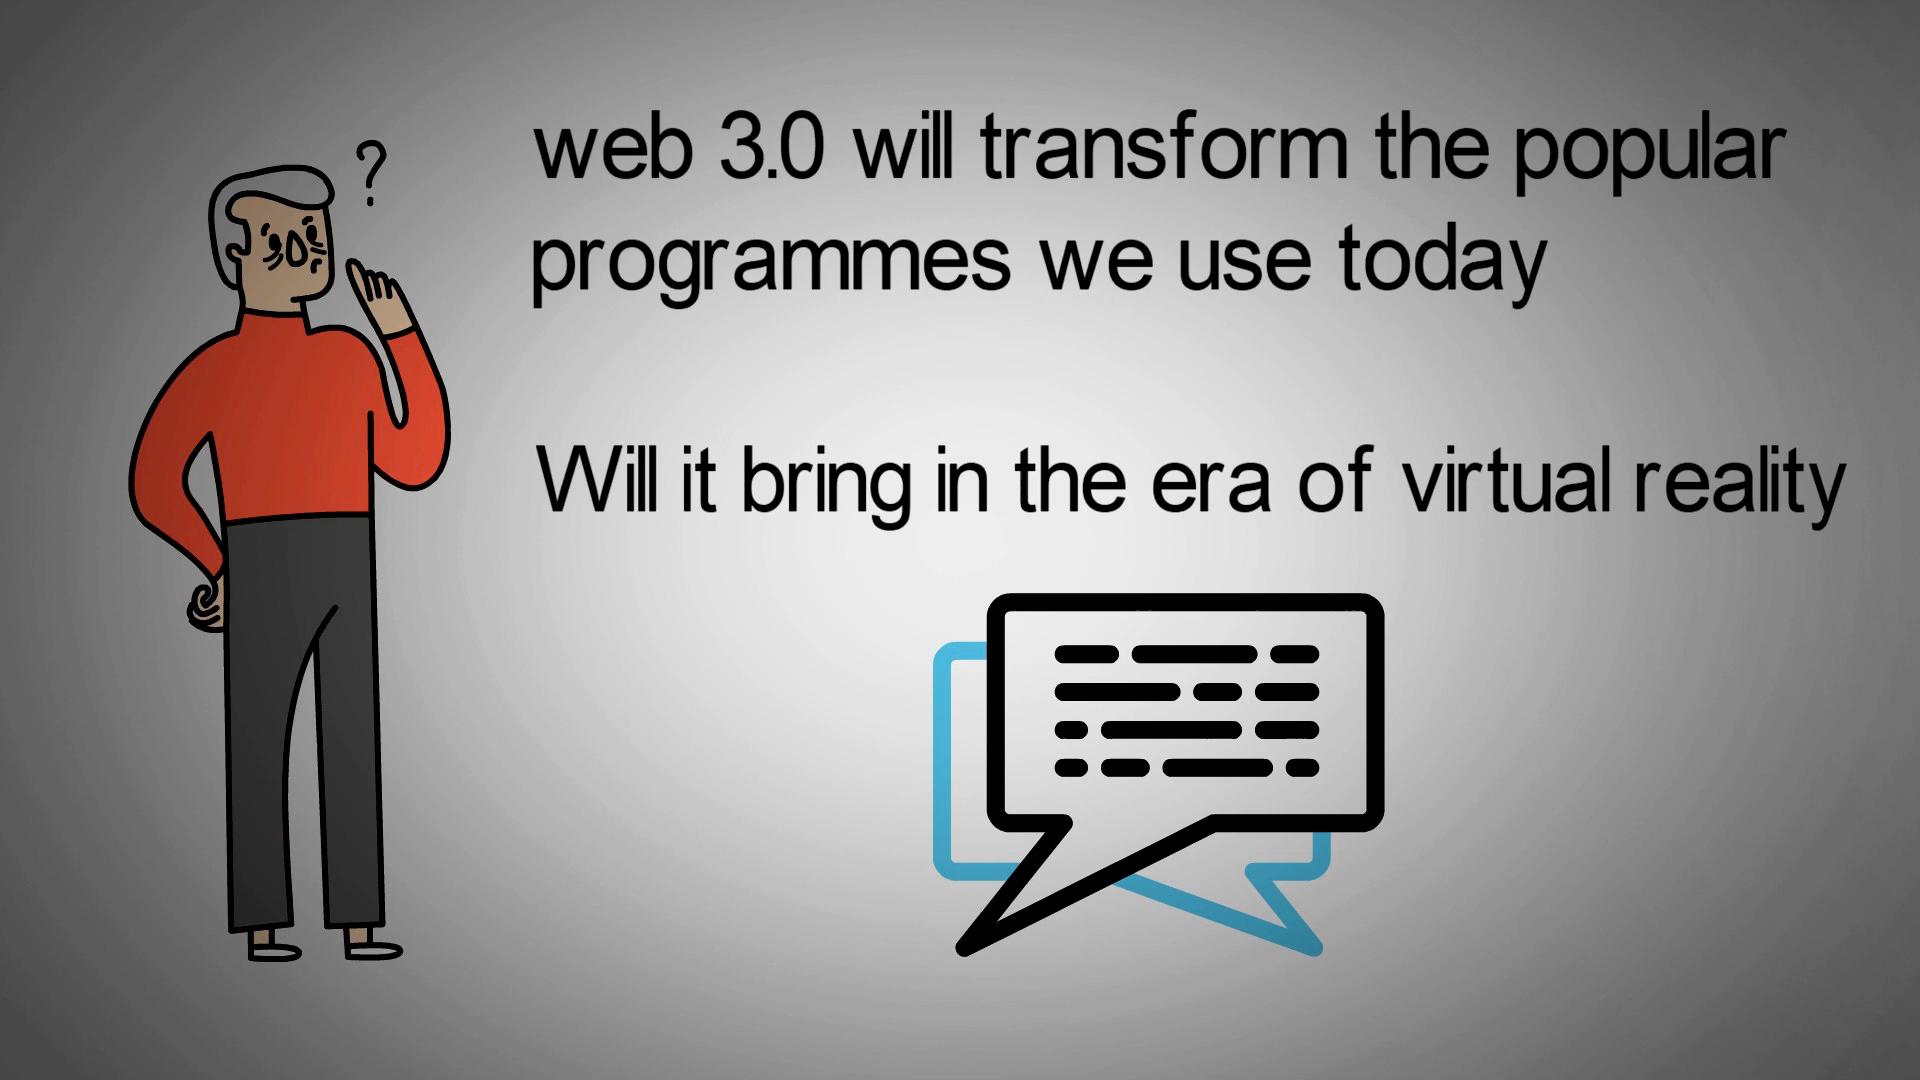 ?
web 3.0 will transform the popular
programmes we use today
Will it bring in the era of virtual reality